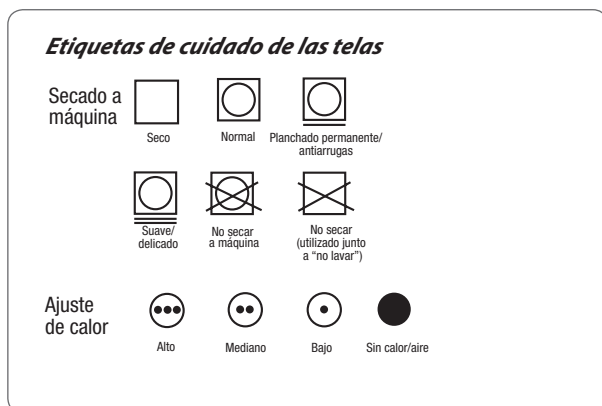 Etiquetas de cuidado de las telas
Secado a
máquina
Seco
Normal
Planchado permanente/
antiarrugas
Suave/
delicado
No secar
a máquina
No secar
(utilizado junto
a “no lavar”)
Ajuste
de calor
Alto
Mediano
Bajo
Sin calor/aire